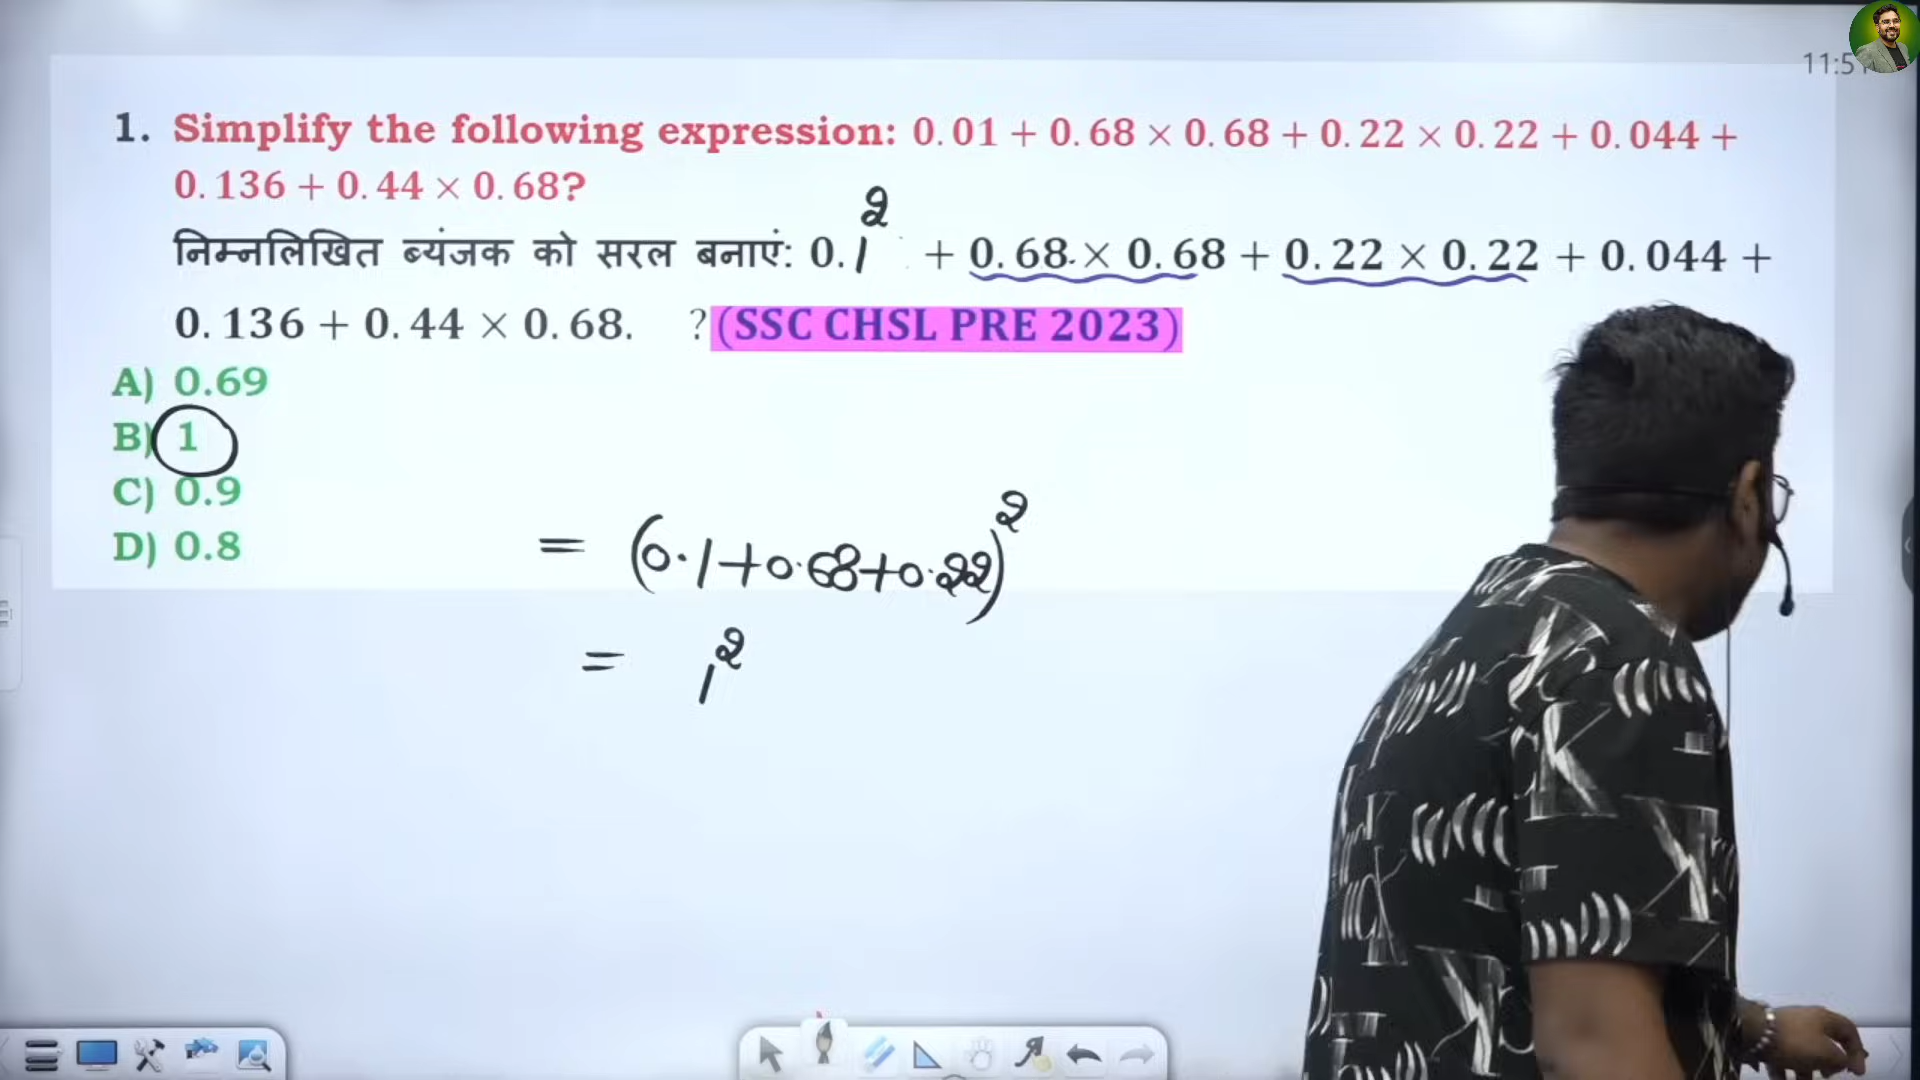 11:5
1. Simplify the following expression: 0.01 + 0.68 × 0.68 + 0.22 × 0.22 + 0.044 +
0.136 + 0.44 × 0.68?
निम्नलिखित ब्यंजक को सरल बनाएं: 0.1² + 0.68 × 0.68 + 0.22 × 0.22 + 0.044 +
0.136 + 0.44 × 0.68. ? (SSC CHSL PRE 2023)
A) 0.69
B) 1
C) 0.9
D) 0.8
= (0.1+0.68+0.22)²
= 1²